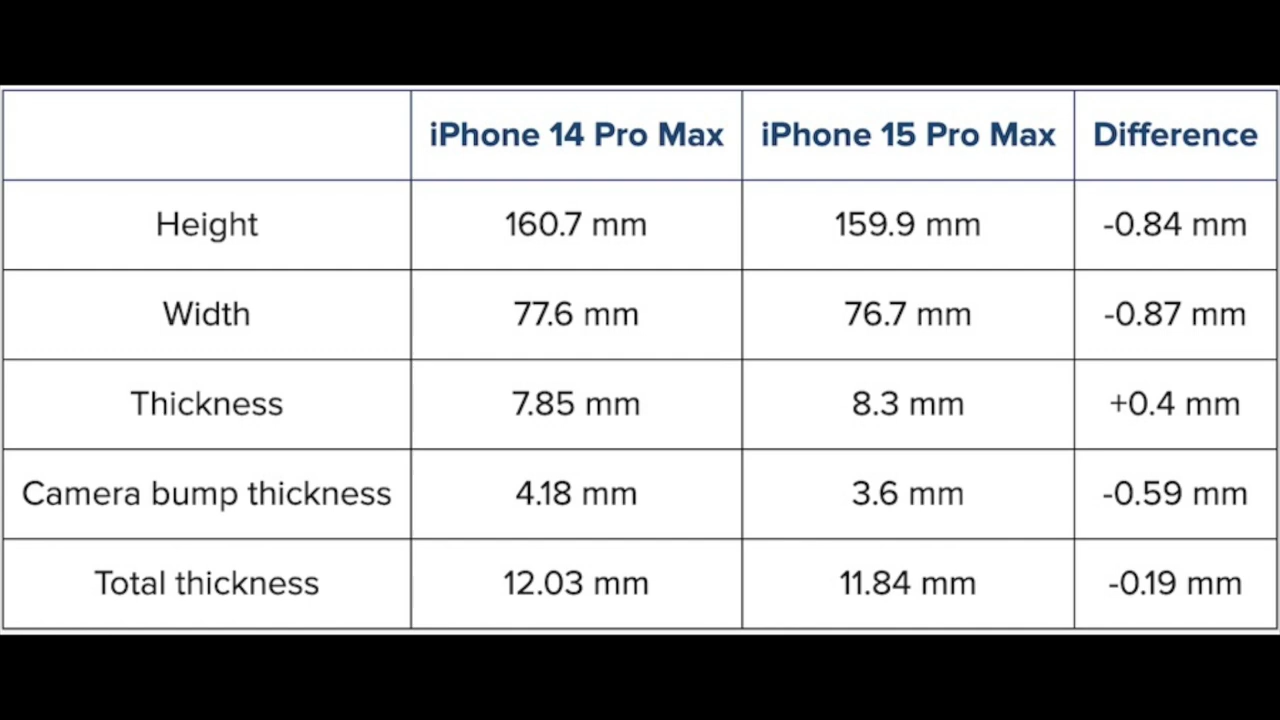 iPhone 14 Pro Max iPhone 15 Pro Max Difference
Height 160.7 mm 159.9 mm -0.84 mm
Width 77.6 mm 76.7 mm -0.87 mm
Thickness 7.85 mm 8.3 mm +0.4 mm
Camera bump thickness 4.18 mm 3.6 mm -0.59 mm
Total thickness 12.03 mm 11.84 mm -0.19 mm